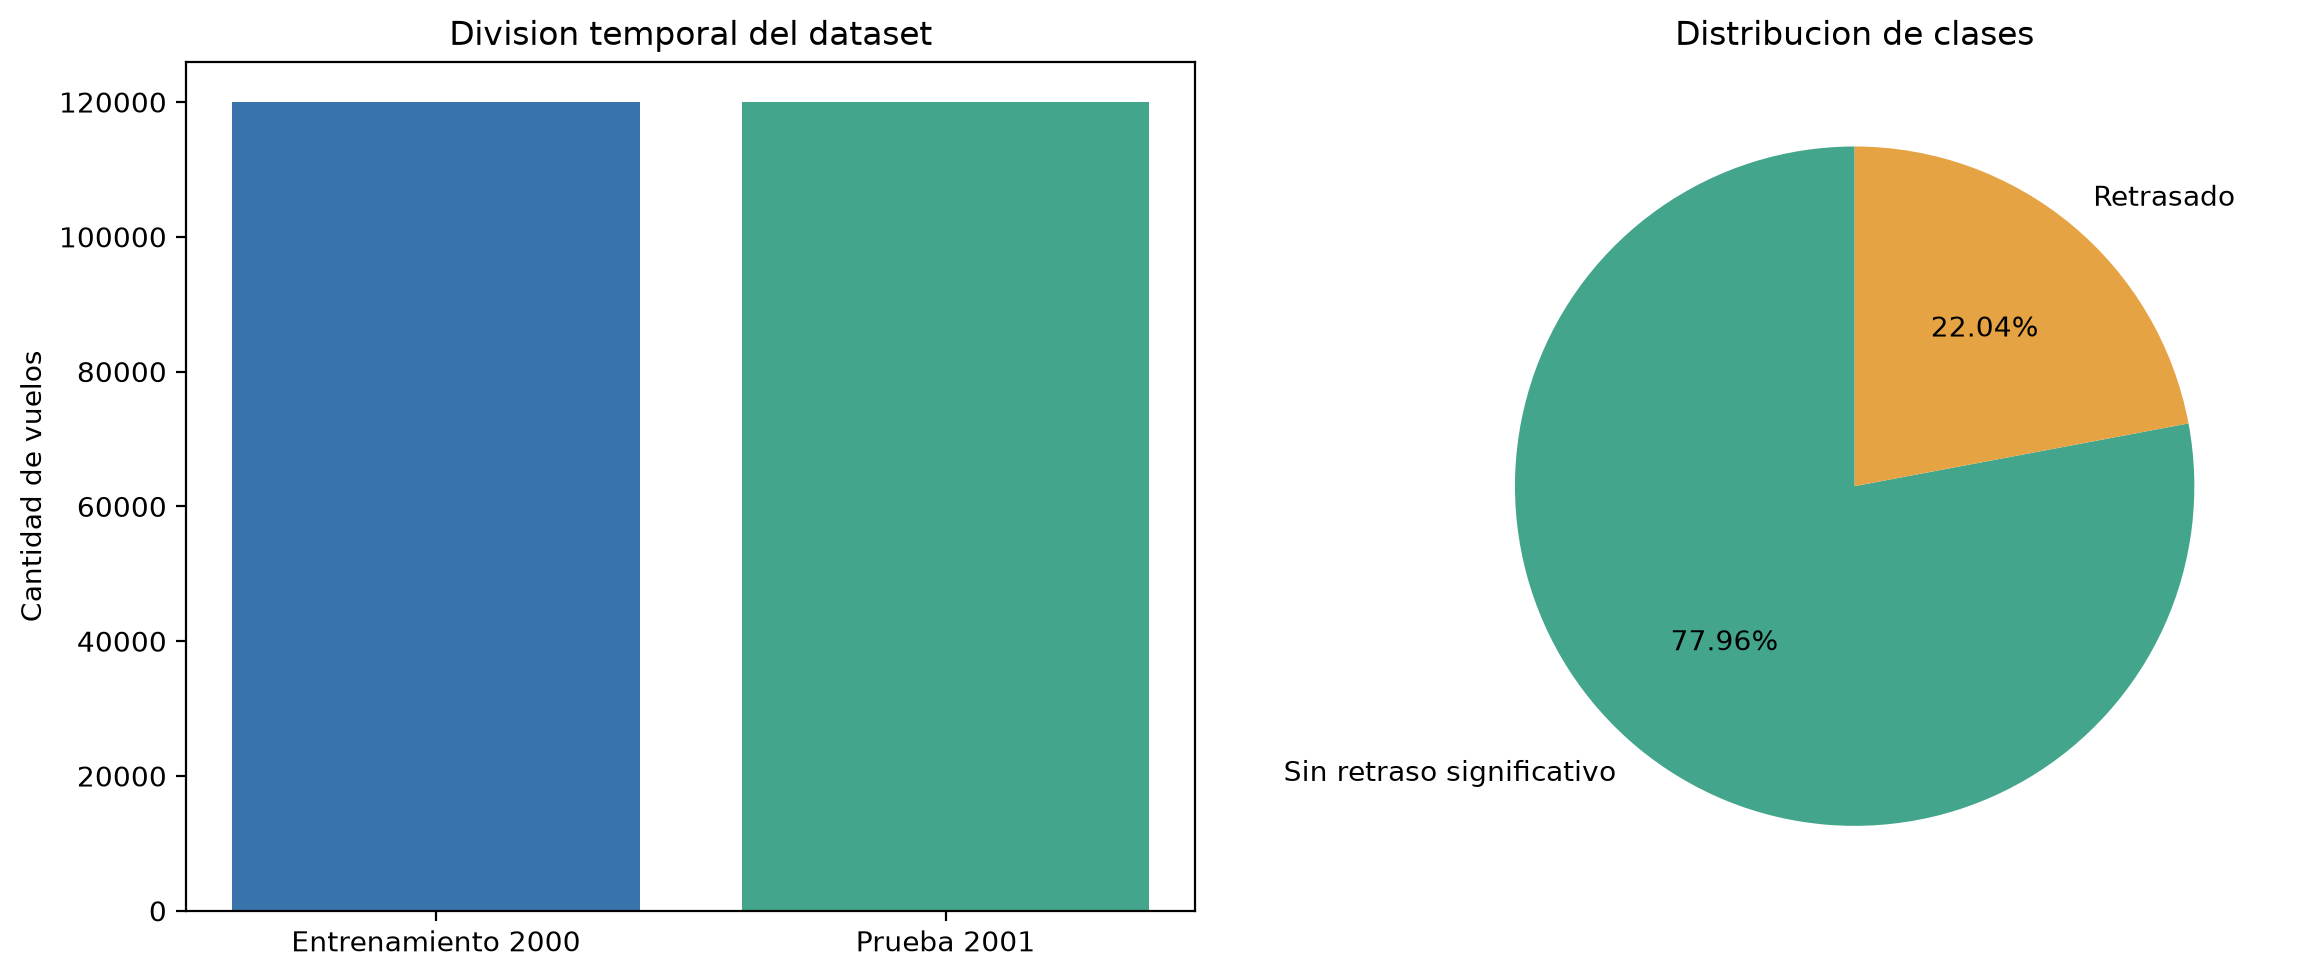 Division temporal del dataset
Cantidad de vuelos
120000
100000
80000
60000
40000
20000
0
Entrenamiento 2000
Prueba 2001
Distribucion de clases
Retrasado
22.04%
77.96%
Sin retraso significativo